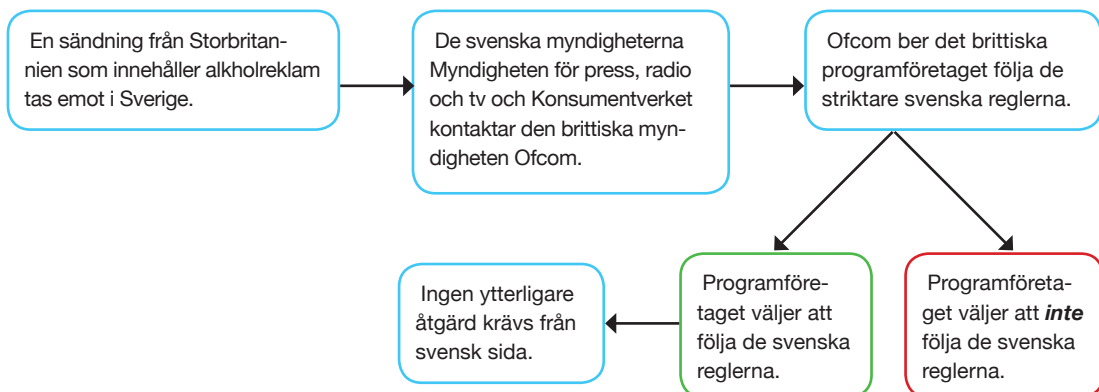 En sändning från Storbritan-
nien som innehåller alkholreklam
tas emot i Sverige.
De svenska myndigheterna
Myndigheten för press, radio
och tv och Konsumentverket
kontaktar den brittiska myn-
digheten Ofcom.
Ofcom ber det brittiska
programföretaget följa de
striktare svenska reglerna.
Programföre-
taget väljer att
följa de svenska
reglerna.
Programföreta-
get väljer att inte
följa de svenska
reglerna.
Ingen ytterligare
åtgärd krävs från
svensk sida.